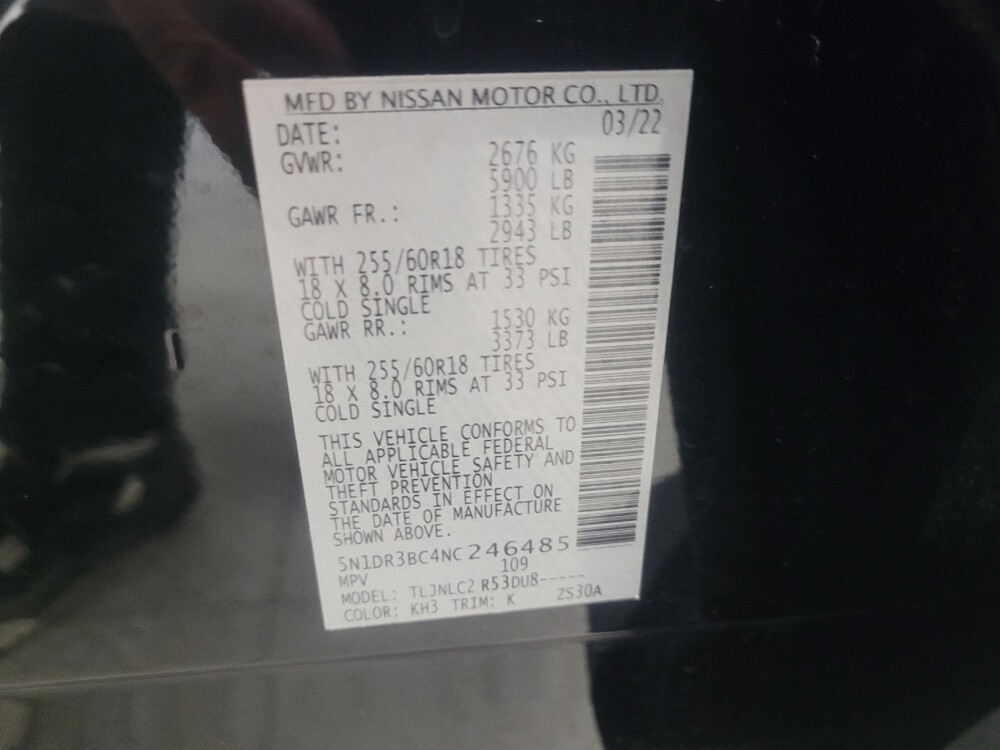 MFD BY NISSAN MOTOR CO., LTD.
DATE: 03/22
GVWR: 2676 KG
5900 LB
GAWR FR.: 1335 KG
2943 LB
WITH 255/60R18 TIRES
18 X 8.0 RIMS AT 33 PSI
COLD SINGLE
GAWR RR.: 1530 KG
3373 LB
WITH 255/60R18 TIRES
18 X 8.0 RIMS AT 33 PSI
COLD SINGLE
THIS VEHICLE CONFORMS TO
ALL APPLICABLE FEDERAL
MOTOR VEHICLE SAFETY AND
THEFT PREVENTION
STANDARDS IN EFFECT ON
THE DATE OF MANUFACTURE
SHOWN ABOVE.
5N1DR3BC4NC246485
MPV 109
MODEL: TLJNLC2 R53DU8-----
COLOR: KH3 TRIM: K ZS30A